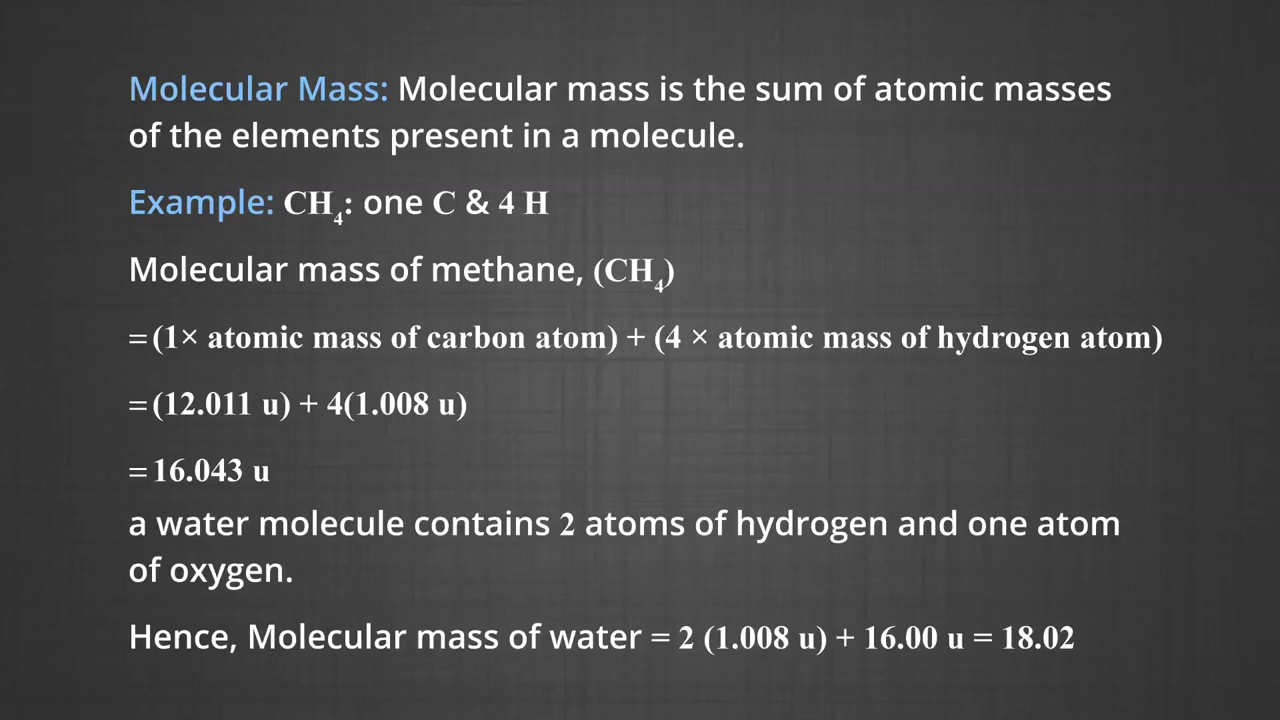 Molecular Mass: Molecular mass is the sum of atomic masses
of the elements present in a molecule.
Example: CH₄: one C & 4 H
Molecular mass of methane, (CH₄)
= (1× atomic mass of carbon atom) + (4 × atomic mass of hydrogen atom)
= (12.011 u) + 4(1.008 u)
= 16.043 u
a water molecule contains 2 atoms of hydrogen and one atom
of oxygen.
Hence, Molecular mass of water = 2 (1.008 u) + 16.00 u = 18.02